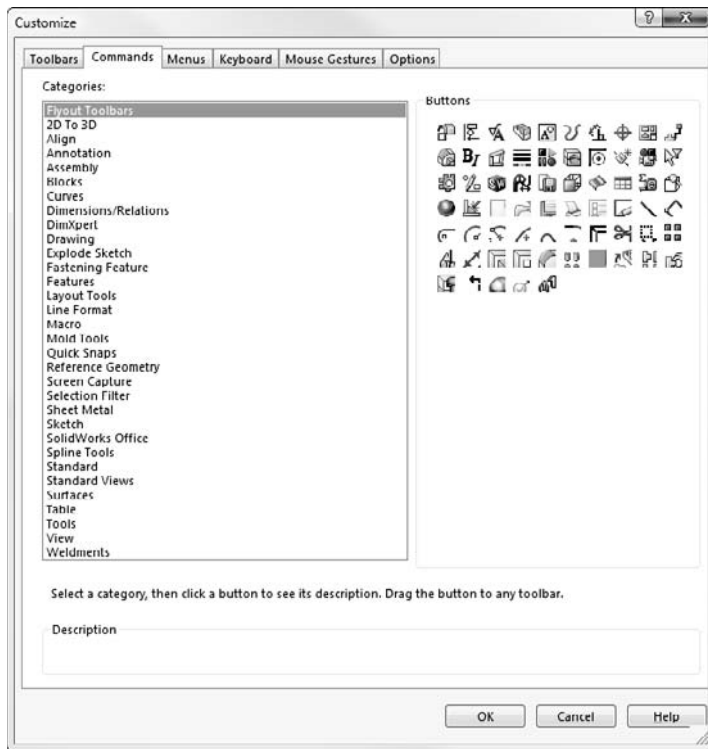 Customize
Toolbars Commands Menus Keyboard Mouse Gestures Options
Categories:
Flyout Toolbars
2D To 3D
Align
Annotation
Assembly
Blocks
Curves
Dimensions/Relations
DimXpert
Drawing
Explode Sketch
Fastening Feature
Features
Layout Tools
Line Format
Macro
Mold Tools
Quick Snaps
Reference Geometry
Screen Capture
Selection Filter
Sheet Metal
Sketch
SolidWorks Office
Spline Tools
Standard
Standard Views
Surfaces
Table
Tools
View
Weldments
Buttons
Select a category, then click a button to see its description. Drag the button to any toolbar.
Description
OK Cancel Help